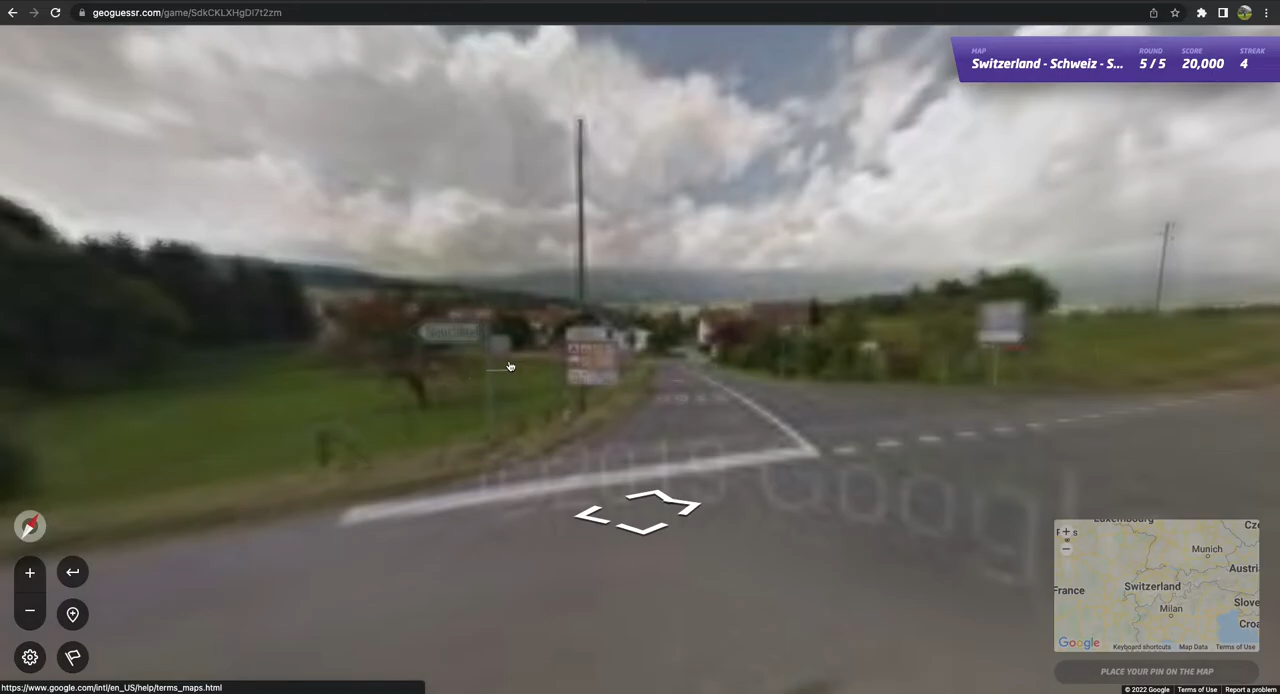 geoguessr.com/game/SdkCKLXHgDI7t2zm
MAP
Switzerland - Schweiz - S...
ROUND
5 / 5
SCORE
20,000
STREAK
4
Luxembourg
Munich
Austri
France
Switzerland
Milan
Slove
Croa
Google
Keyboard shortcuts
Map Data
Terms of Use
PLACE YOUR PIN ON THE MAP
https://www.google.com/intl/en_US/help/terms_maps.html
© 2022 Google
Terms of Use
Report a problem